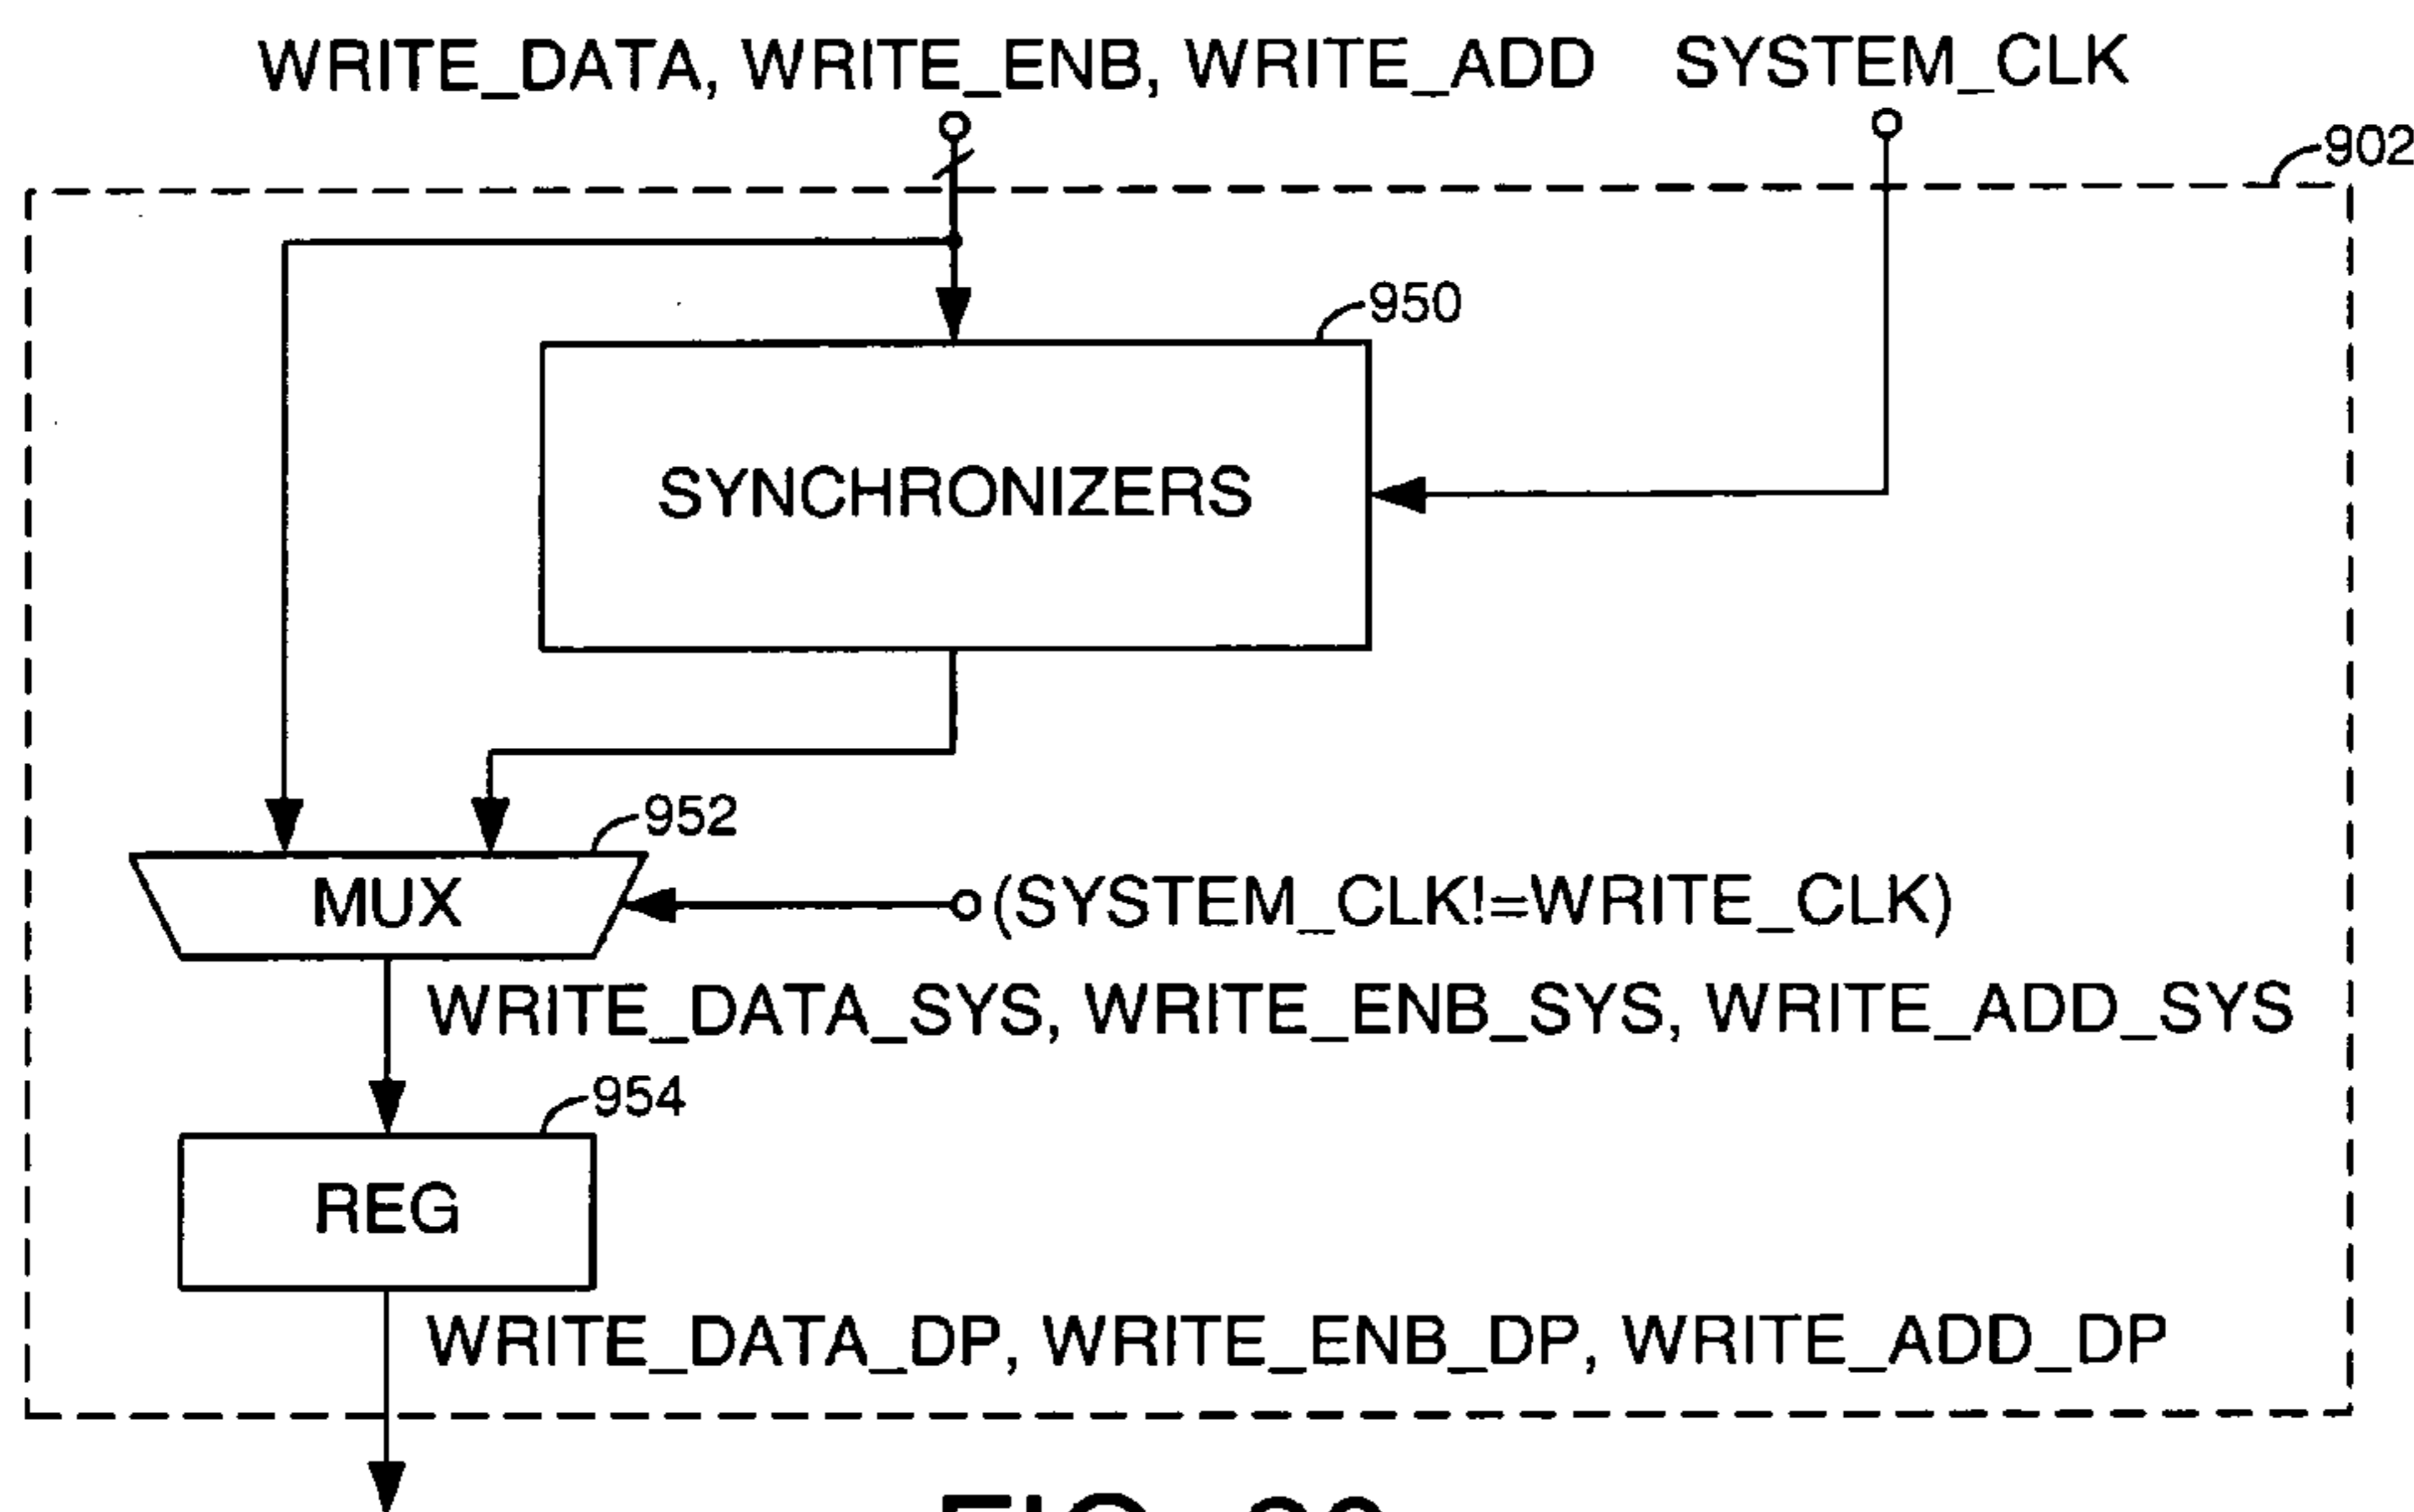 WRITE_DATA, WRITE_ENB, WRITE_ADD SYSTEM_CLK
902
950
SYNCHRONIZERS
952
MUX
(SYSTEM_CLK!=WRITE_CLK)
WRITE_DATA_SYS, WRITE_ENB_SYS, WRITE_ADD_SYS
954
REG
WRITE_DATA_DP, WRITE_ENB_DP, WRITE_ADD_DP